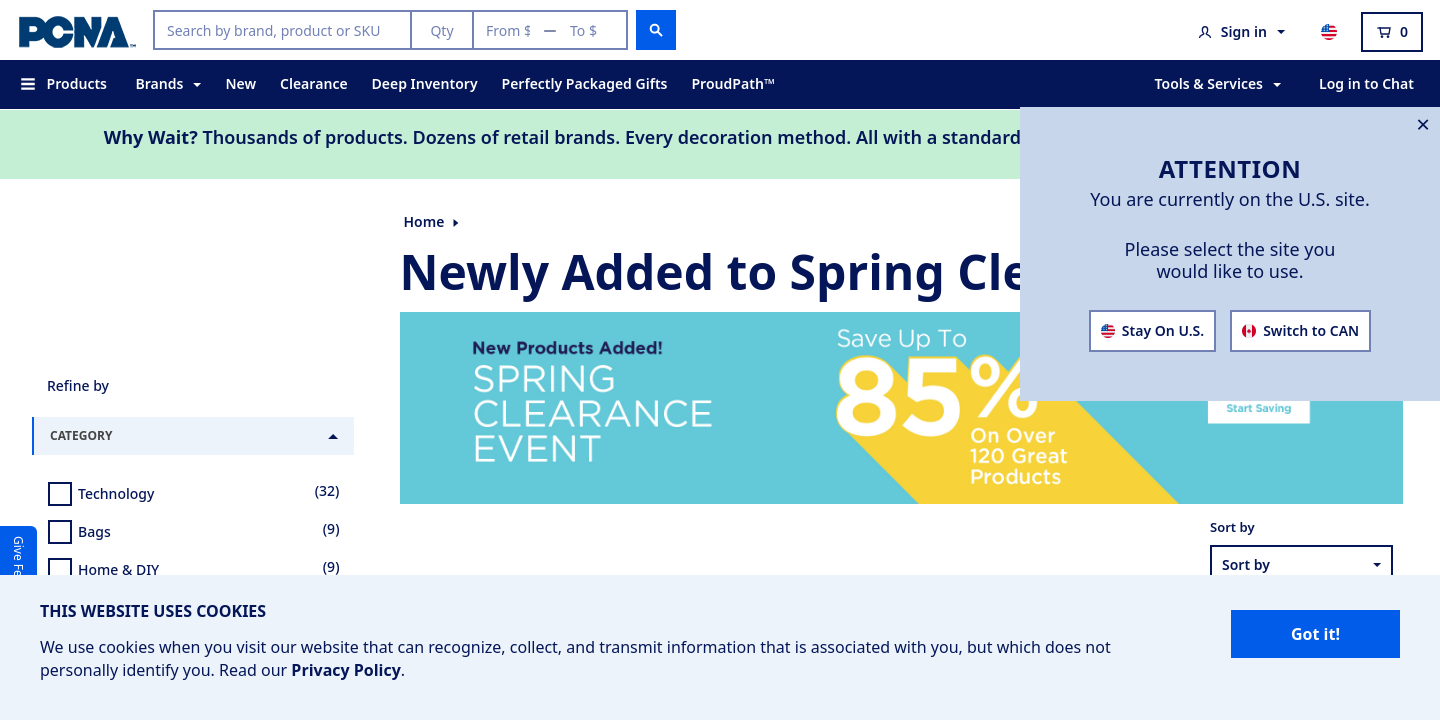 PCNA
Search by brand, product or SKU
Qty
From $ — To $
Sign in
0
Products
Brands
New
Clearance
Deep Inventory
Perfectly Packaged Gifts
ProudPath™
Tools & Services
Log in to Chat
Why Wait? Thousands of products. Dozens of retail brands. Every decoration method. All with a standard
ATTENTION
You are currently on the U.S. site.
Please select the site you
would like to use.
Stay On U.S.
Switch to CAN
Home
Newly Added to Spring Cle
New Products Added!
SPRING
CLEARANCE
EVENT
Save Up To
85%
On Over
120 Great
Products
Start Saving
Refine by
CATEGORY
Technology (32)
Bags (9)
Home & DIY (9)
Sort by
Sort by
Give Fe
THIS WEBSITE USES COOKIES
We use cookies when you visit our website that can recognize, collect, and transmit information that is associated with you, but which does not
personally identify you. Read our Privacy Policy.
Got it!